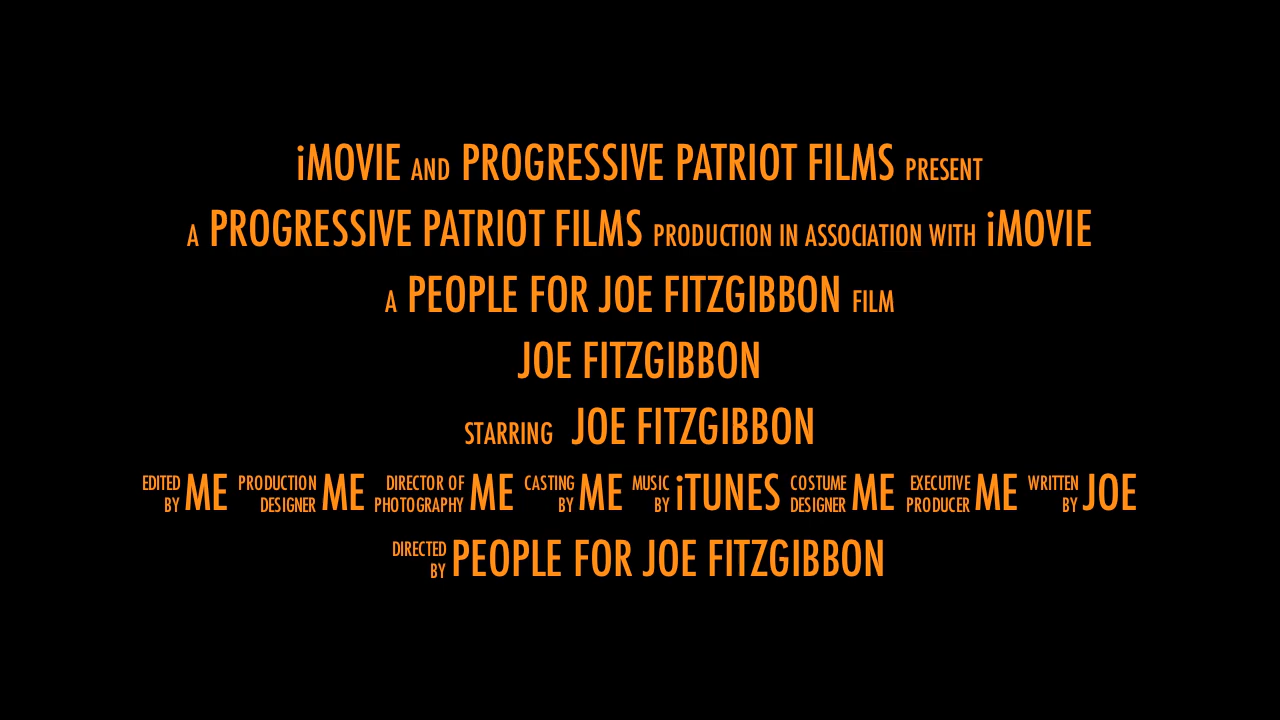 iMOVIE AND PROGRESSIVE PATRIOT FILMS PRESENT
A PROGRESSIVE PATRIOT FILMS PRODUCTION IN ASSOCIATION WITH iMOVIE
A PEOPLE FOR JOE FITZGIBBON FILM
JOE FITZGIBBON
STARRING JOE FITZGIBBON
EDITED BY ME PRODUCTION DESIGNER ME DIRECTOR OF PHOTOGRAPHY ME CASTING BY ME MUSIC BY iTUNES COSTUME DESIGNER ME EXECUTIVE PRODUCER ME WRITTEN BY JOE
DIRECTED BY PEOPLE FOR JOE FITZGIBBON